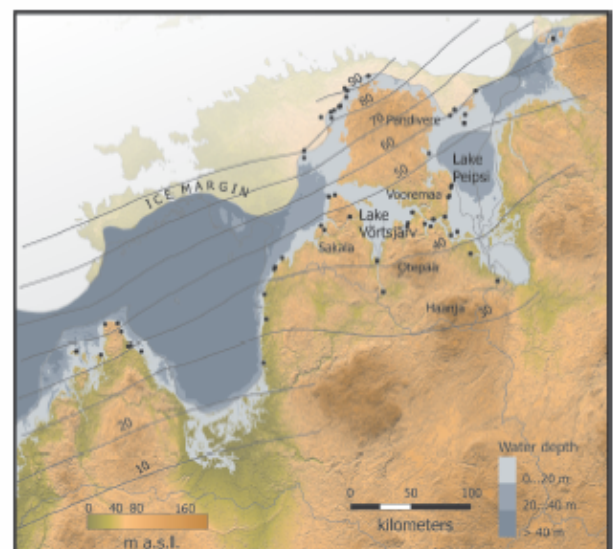 90
80
70
Pandivere
60
50
Lake
Peipsi
ICE MARGIN
Vooremaa
Lake
Võrtsjärv
Sakala
40
Otepää
Haanja
30
20
10
Water depth
0...20 m
20...40 m
> 40 m
0 40 80 160
m a.s.l.
0 50 100
kilometers